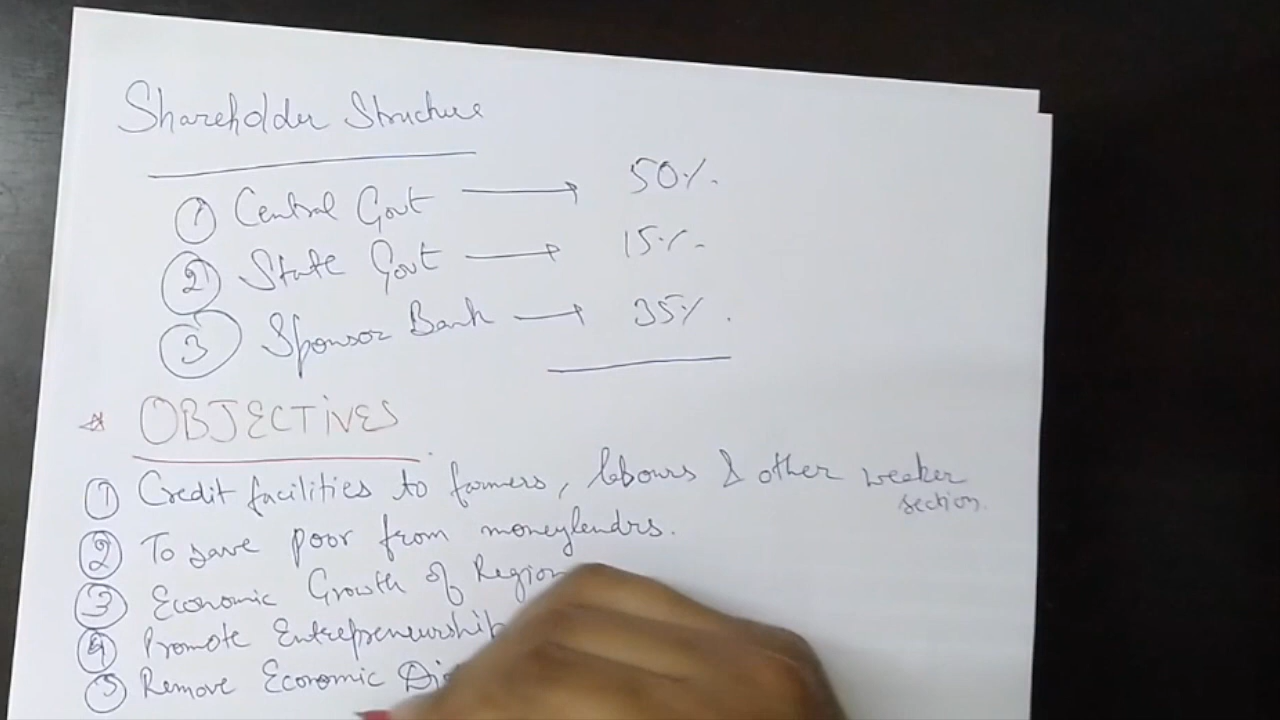 Shareholder Structure
① Central Govt → 50%.
② State Govt → 15%.
③ Sponsor Bank → 35%.
* OBJECTIVES
① Credit facilities to farmers, labours & other weaker section.
② To save poor from moneylendrs.
③ Economic Growth of Region
④ Promote Entrepreneurship
⑤ Remove Economic